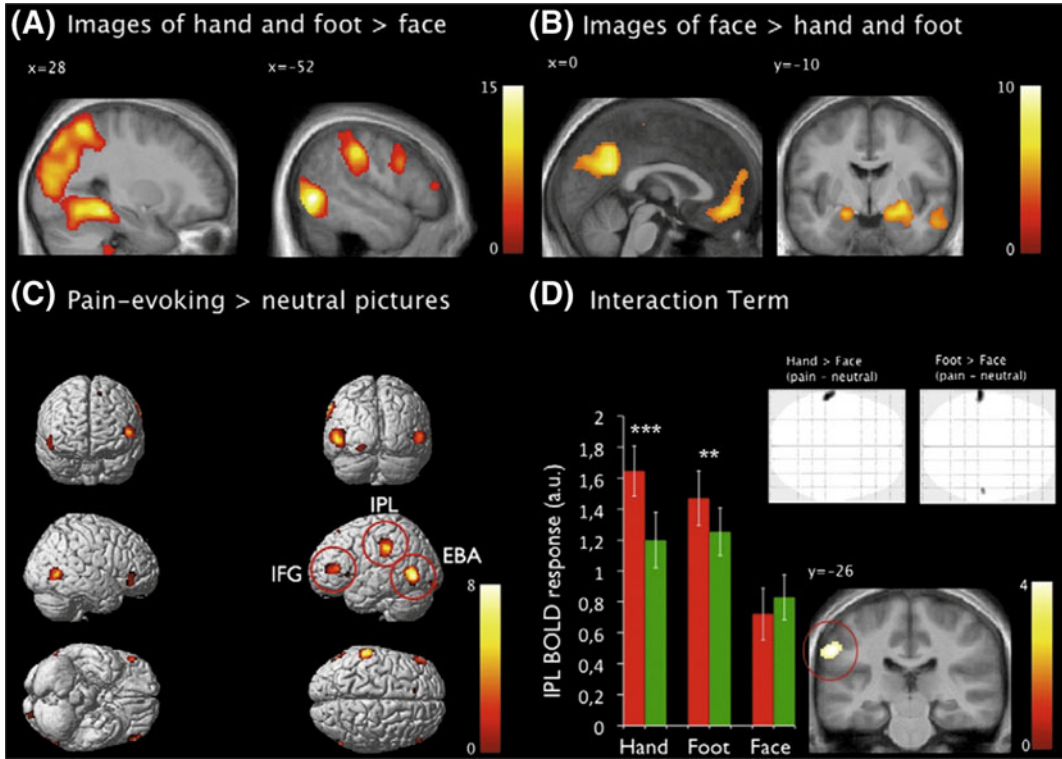 (A) Images of hand and foot > face
x=28
x=-52
15
0
(B) Images of face > hand and foot
x=0
y=-10
10
0
(C) Pain-evoking > neutral pictures
IPL
EBA
IFG
8
0
(D) Interaction Term
Hand > Face
(pain - neutral)
Foot > Face
(pain - neutral)
IPL BOLD response (a.u.)
2
1,8
1,6
1,4
1,2
1
0,8
0,6
0,4
0,2
0
***
**
Hand Foot Face
y=-26
4
0